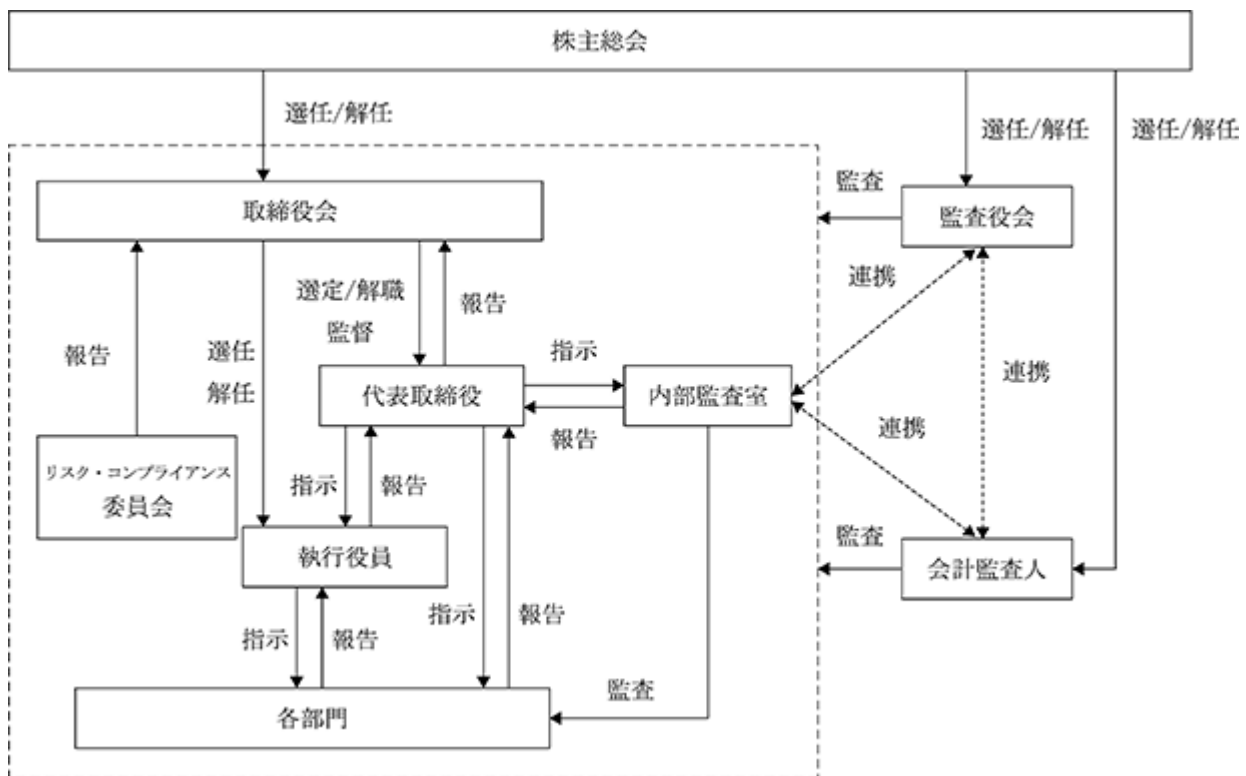 株主総会
選任/解任
選任/解任
選任/解任
取締役会
監査
監査役会
選定/解職
監督
報告
連携
報告
選任
解任
指示
連携
代表取締役
内部監査室
報告
連携
リスク・コンプライアンス
委員会
指示
報告
執行役員
監査
会計監査人
指示
報告
指示
報告
監査
各部門